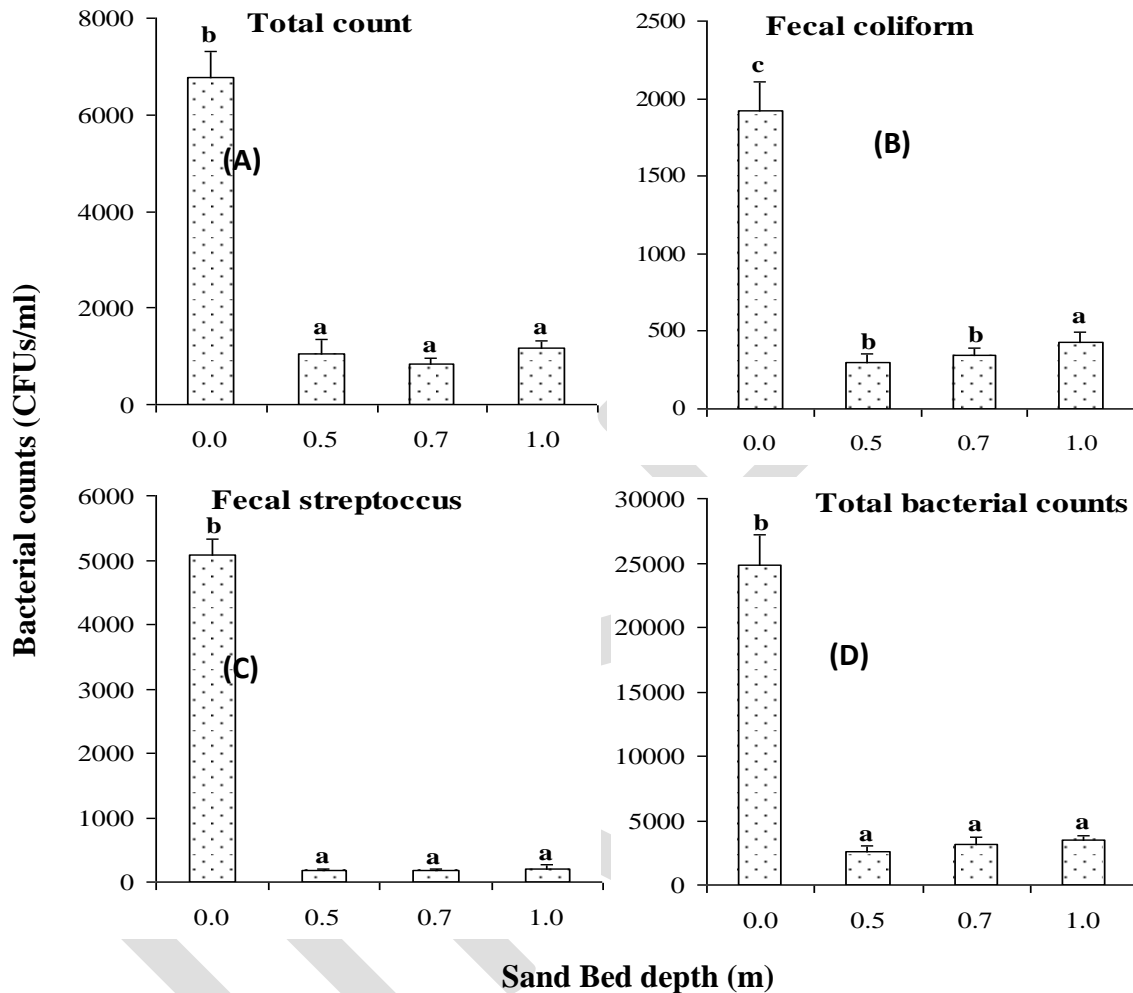 Total count
8000
6000
4000
2000
0
b
a
a
a
(A)
0.0
0.5
0.7
1.0
Fecal coliform
2500
2000
1500
1000
500
0
c
b
b
a
(B)
0.0
0.5
0.7
1.0
Fecal streptoccus
6000
5000
4000
3000
2000
1000
0
b
a
a
a
(C)
0.0
0.5
0.7
1.0
Total bacterial counts
30000
25000
20000
15000
10000
5000
0
b
a
a
a
(D)
0.0
0.5
0.7
1.0
Bacterial counts (CFUs/ml)
Sand Bed depth (m)